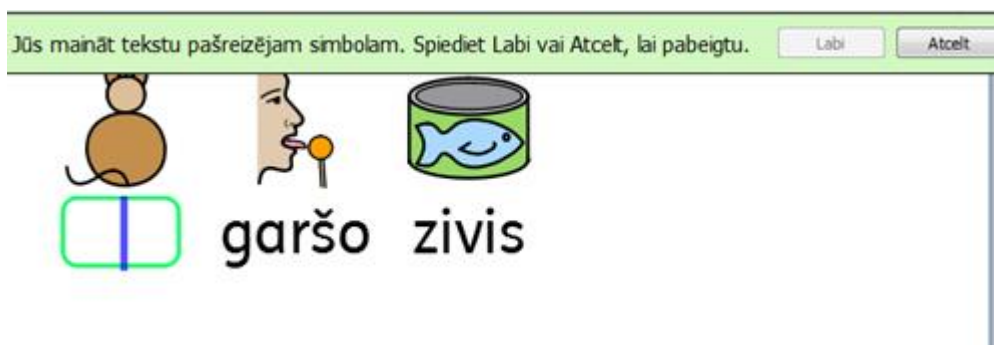 Jūs maināt tekstu pašreizējam simbolam. Spiediet Labi vai Atcelt, lai pabeigtu. Labi Atcelt
garšo zivis